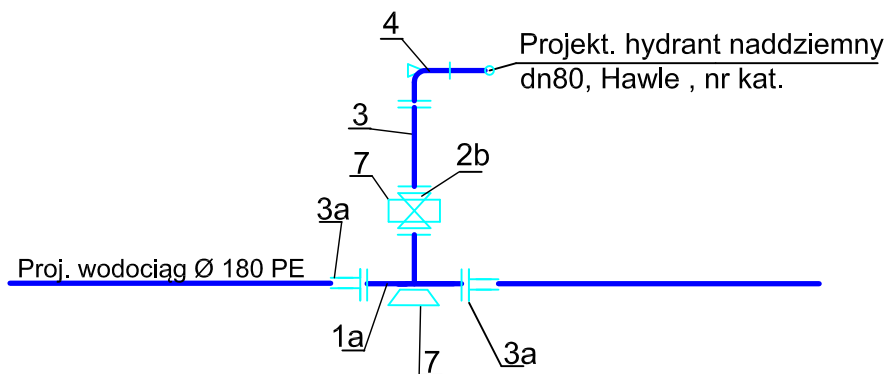 4
Projekt. hydrant naddziemny
dn80, Hawle , nr kat.
3
7
2b
3a
Proj. wodociąg Ø 180 PE
1a
7
3a